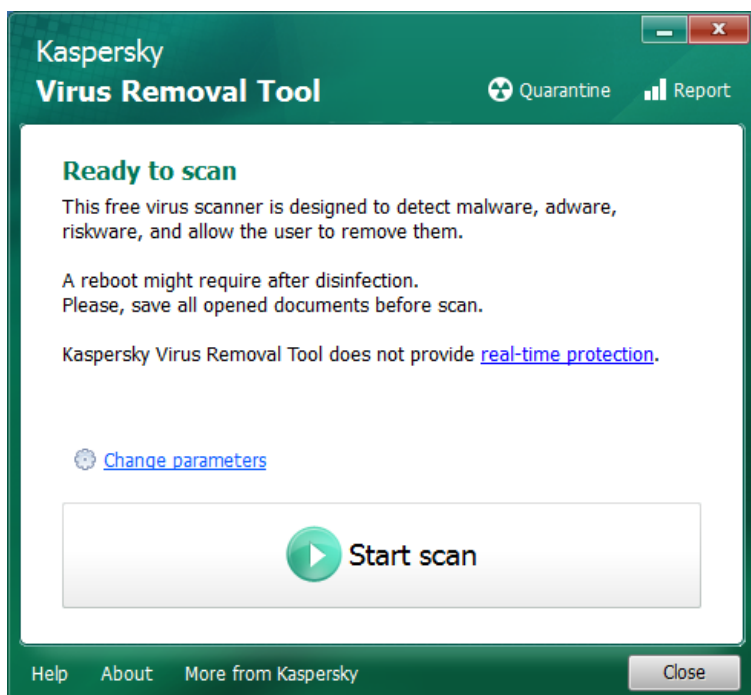 Kaspersky
Virus Removal Tool
Quarantine
Report
Ready to scan
This free virus scanner is designed to detect malware, adware,
riskware, and allow the user to remove them.
A reboot might require after disinfection.
Please, save all opened documents before scan.
Kaspersky Virus Removal Tool does not provide real-time protection.
Change parameters
Start scan
Help
About
More from Kaspersky
Close